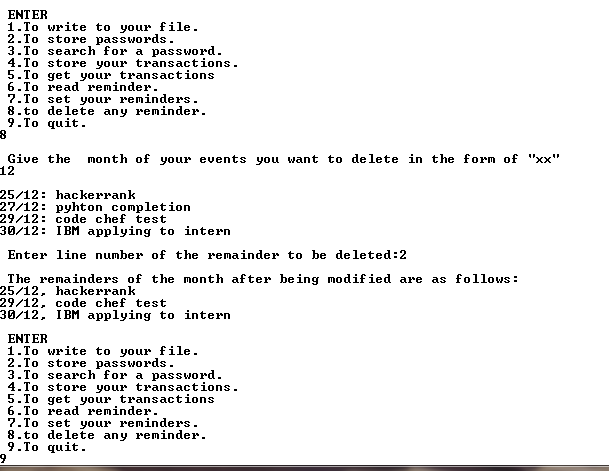 ENTER
1.To write to your file.
2.To store passwords.
3.To search for a password.
4.To store your transactions.
5.To get your transactions
6.To read reminder.
7.To set your reminders.
8.to delete any reminder.
9.To quit.
8
Give the  month of your events you want to delete in the form of "xx"
12
25/12: hackerrank
27/12: pyhton completion
29/12: code chef test
30/12: IBM applying to intern
Enter line number of the remainder to be deleted:2
The remainders of the month after being modified are as follows:
25/12, hackerrank
29/12, code chef test
30/12, IBM applying to intern
ENTER
1.To write to your file.
2.To store passwords.
3.To search for a password.
4.To store your transactions.
5.To get your transactions
6.To read reminder.
7.To set your reminders.
8.to delete any reminder.
9.To quit.
9